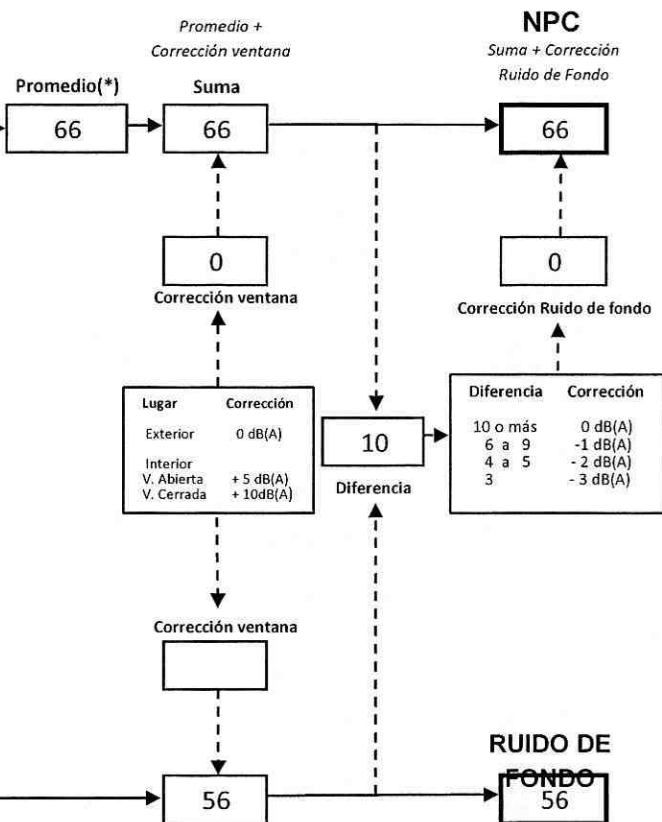 Promedio +
Corrección ventana
NPC
Suma + Corrección
Ruido de Fondo
Promedio(*)
Suma
66
66
66
0
0
Corrección ventana
Corrección Ruido de fondo
Lugar Corrección
Exterior 0 dB(A)
Interior
V. Abierta + 5 dB(A)
V. Cerrada + 10dB(A)
10
Diferencia
Diferencia Corrección
10 o más 0 dB(A)
6 a 9 -1 dB(A)
4 a 5 - 2 dB(A)
3 - 3 dB(A)
Corrección ventana
RUIDO DE
FONDO
56
56